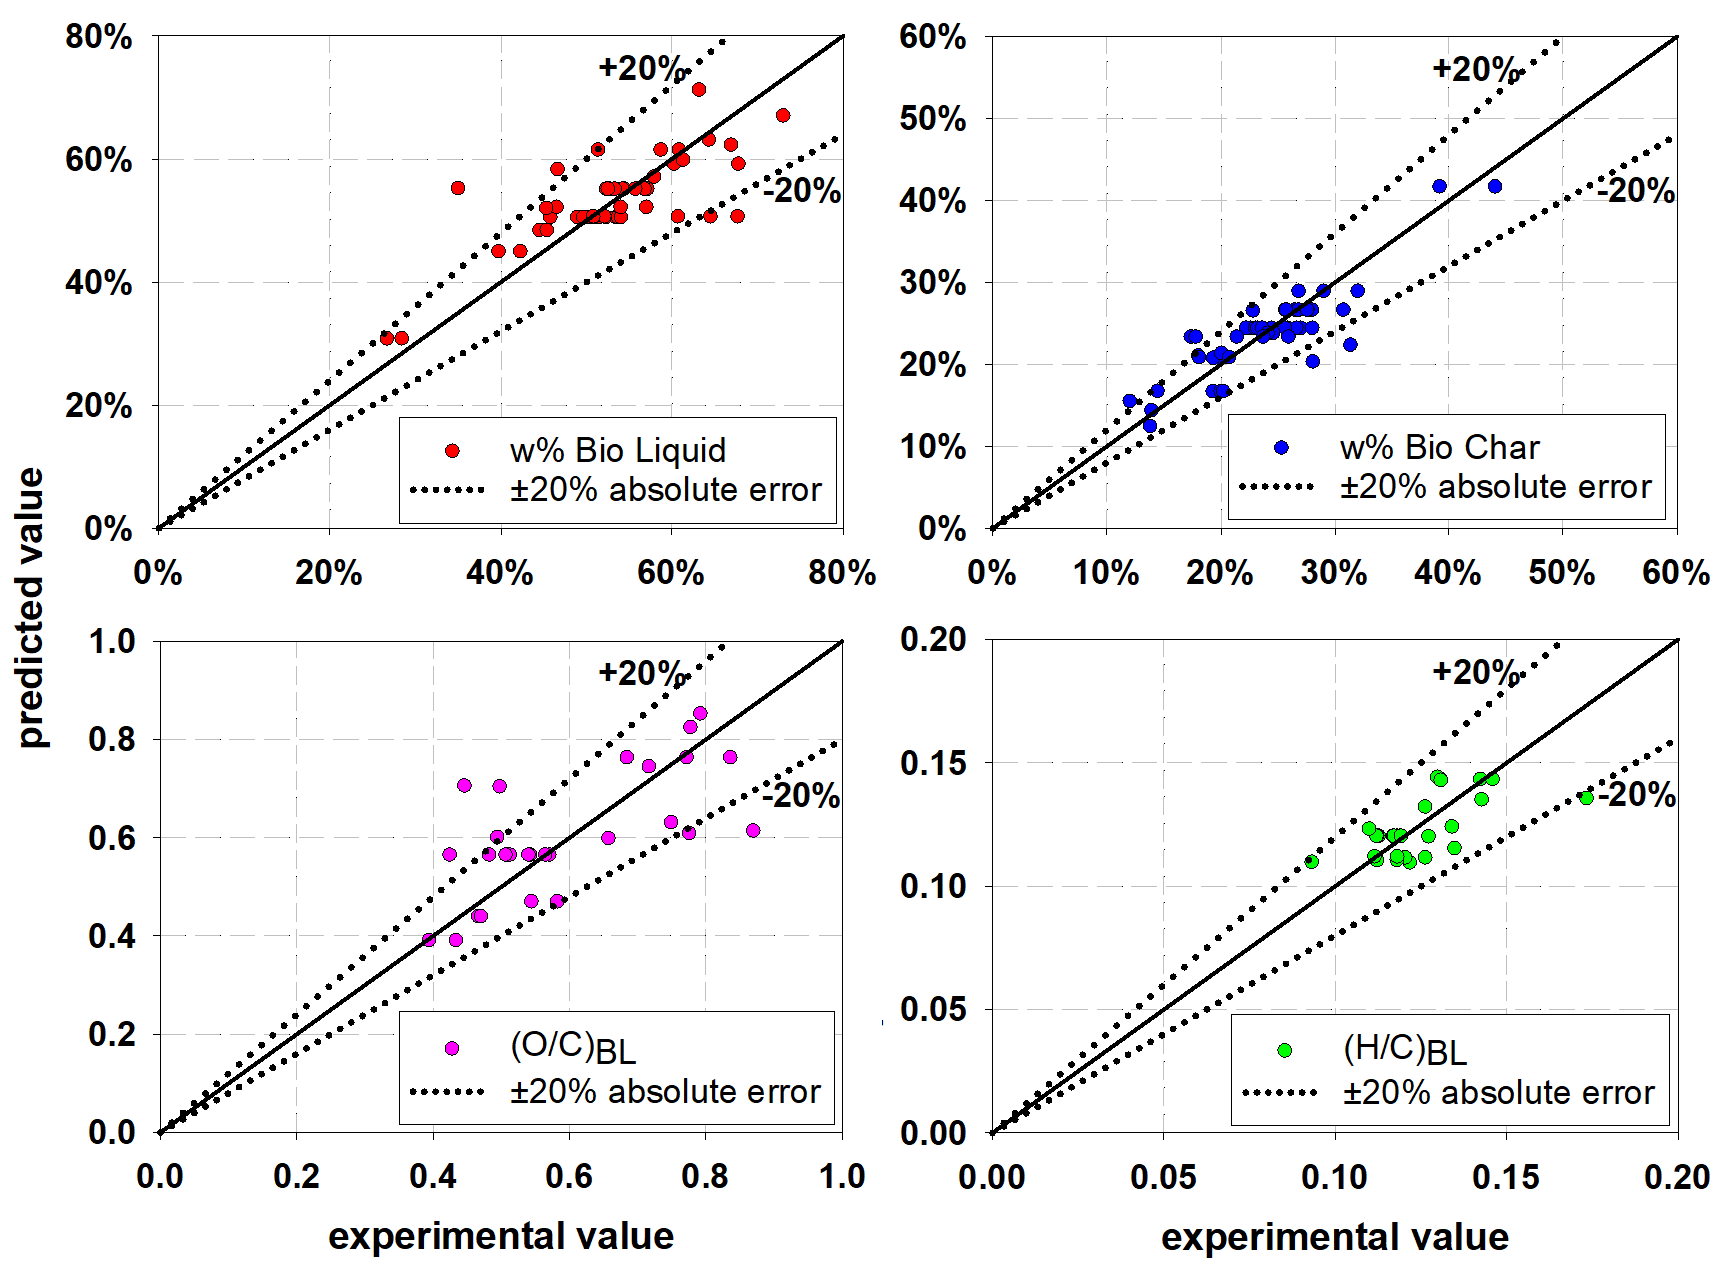 80%
60%
40%
20%
0%
0% 20% 40% 60% 80%
+20%
-20%
w% Bio Liquid
±20% absolute error
60%
50%
40%
30%
20%
10%
0%
0% 10% 20% 30% 40% 50% 60%
+20%
-20%
w% Bio Char
±20% absolute error
predicted value
1.0
0.8
0.6
0.4
0.2
0.0
0.0 0.2 0.4 0.6 0.8 1.0
+20%
-20%
(O/C)BL
±20% absolute error
experimental value
0.20
0.15
0.10
0.05
0.00
0.00 0.05 0.10 0.15 0.20
+20%
-20%
(H/C)BL
±20% absolute error
experimental value